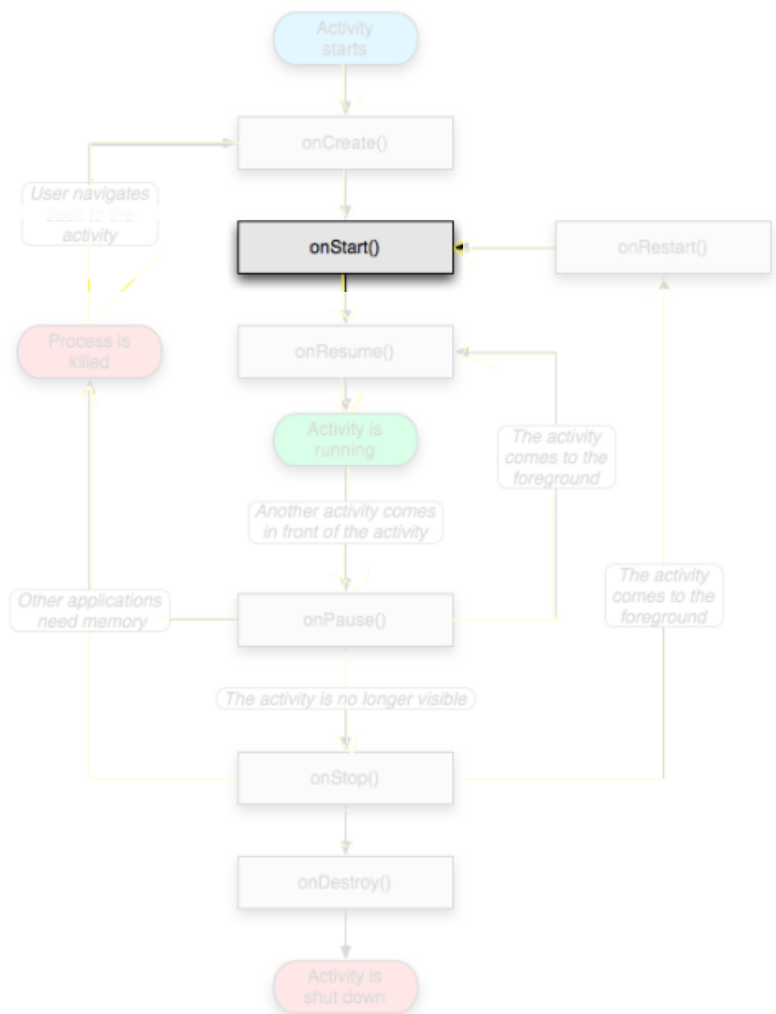 Activity
starts
onCreate()
User navigates
back to the
activity
onStart()
onRestart()
Process is
killed
onResume()
Activity is
running
The activity
comes to the
foreground
Another activity comes
in front of the activity
The activity
comes to the
foreground
Other applications
need memory
onPause()
The activity is no longer visible
onStop()
onDestroy()
Activity is
shut down